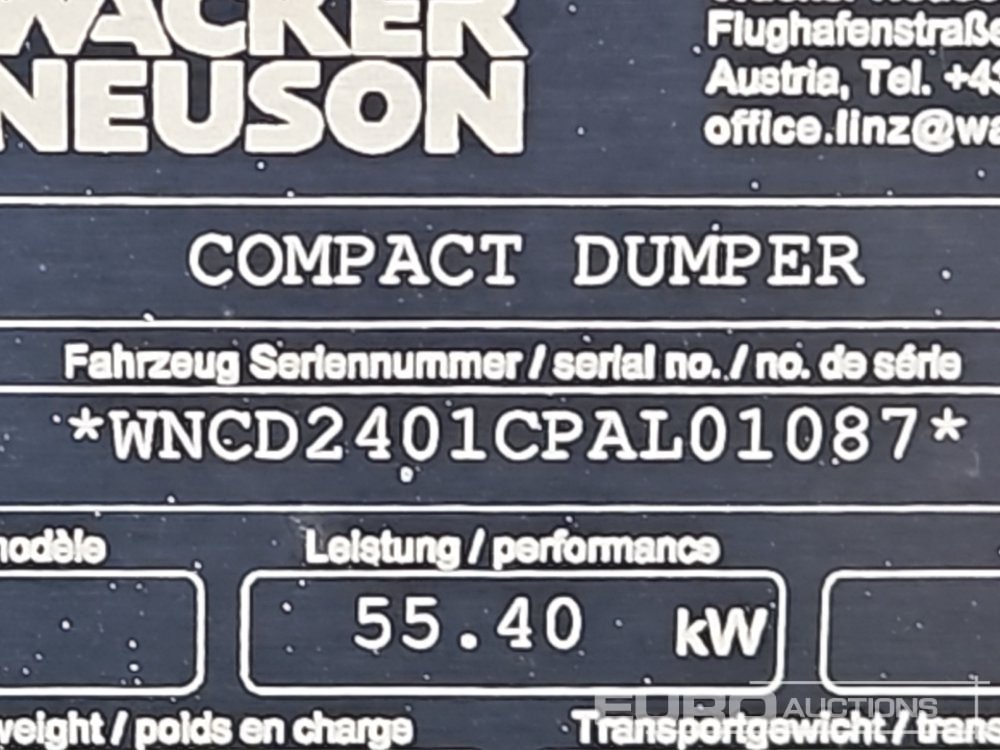 WACKER
NEUSON
Flughafenstraße
Austria, Tel. +43
office.linz@wa
COMPACT DUMPER
Fahrzeug Seriennummer / serial no. / no. de série
*WNCD2401CPAL01087*
modèle
Leistung / performance
55.40 kW
weight / poids en charge
Transportgewicht / trans
EURO AUCTIONS